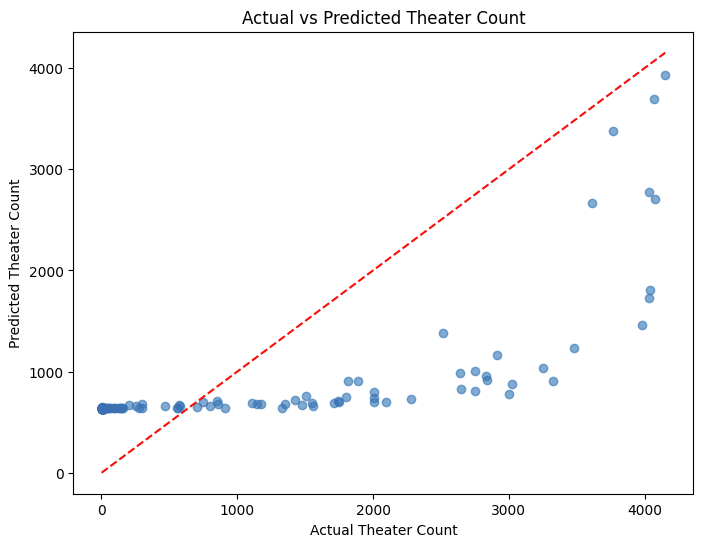 Actual vs Predicted Theater Count
4000
3000
2000
1000
0
Predicted Theater Count
0 1000 2000 3000 4000
Actual Theater Count